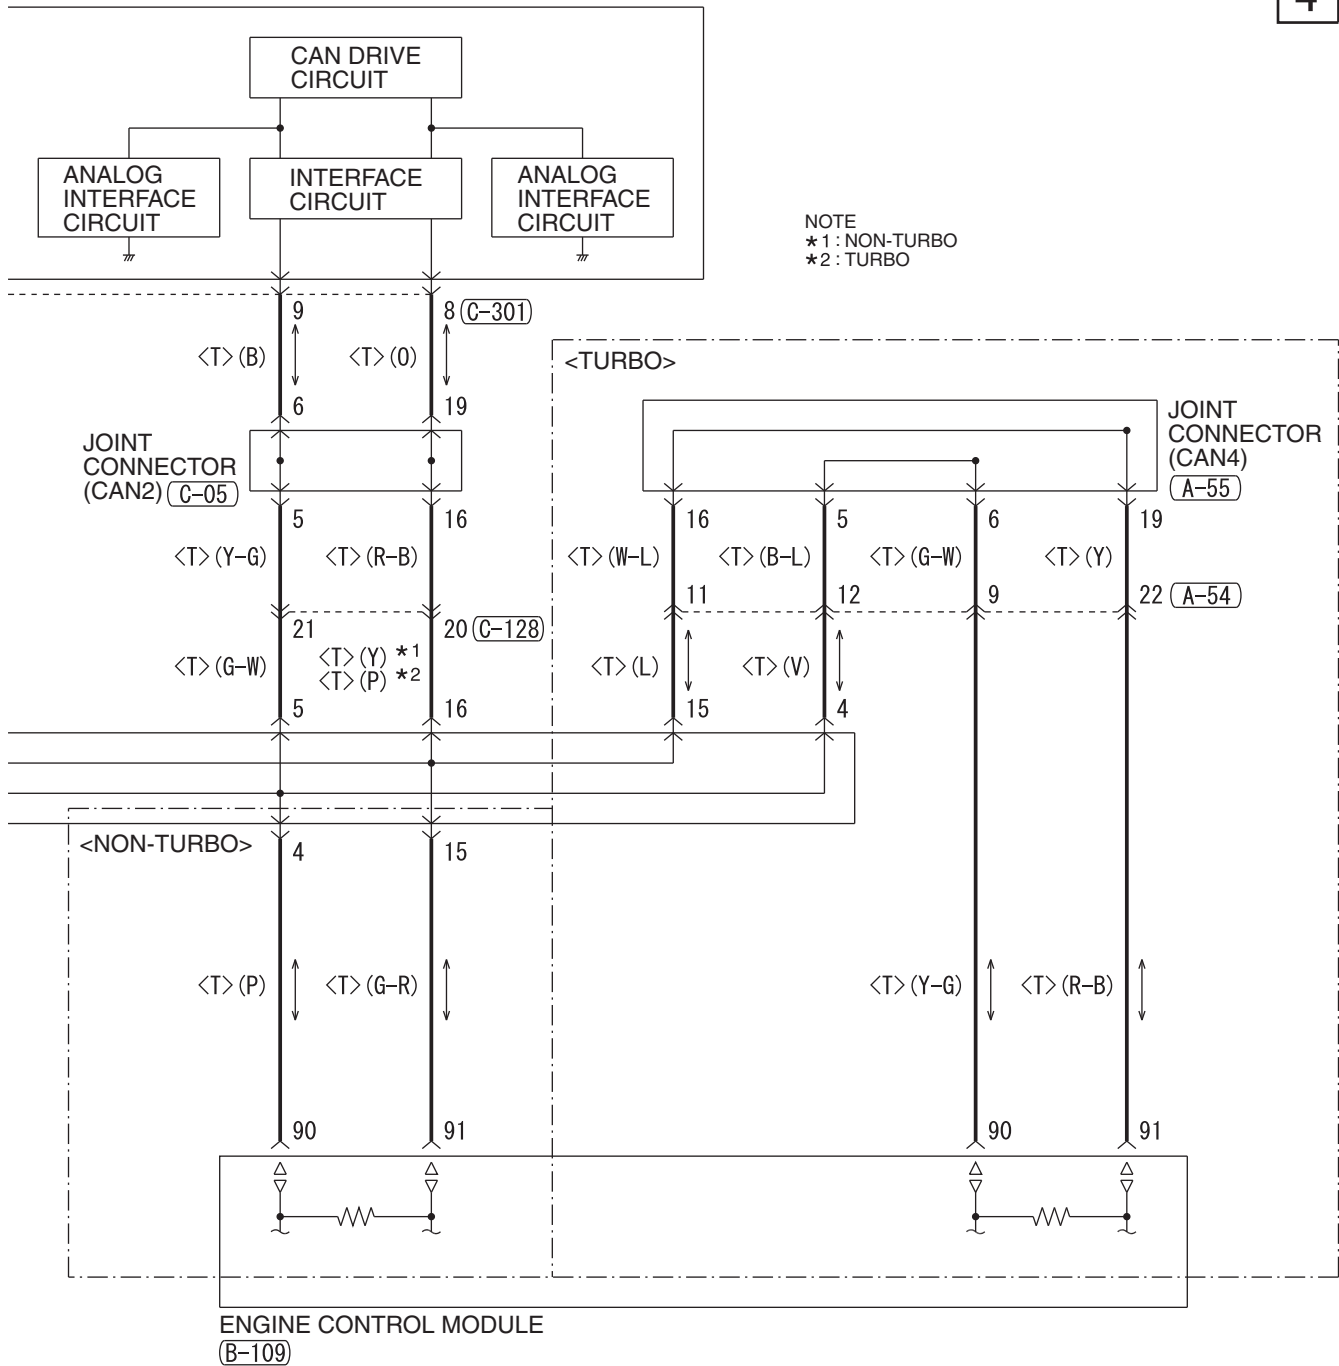 4
CAN DRIVE
CIRCUIT
ANALOG
INTERFACE
CIRCUIT
INTERFACE
CIRCUIT
ANALOG
INTERFACE
CIRCUIT
NOTE
*1 : NON-TURBO
*2 : TURBO
9
8 (C-301)
<T>(B)
<T>(O)
<TURBO>
6
19
JOINT
CONNECTOR
(CAN2) (C-05)
JOINT
CONNECTOR
(CAN4)
(A-55)
5
16
16
5
6
19
<T>(Y-G)
<T>(R-B)
<T>(W-L)
<T>(B-L)
<T>(G-W)
<T>(Y)
11
12
9
22 (A-54)
21
20 (C-128)
<T>(G-W)
<T>(Y) *1
<T>(P) *2
<T>(L)
<T>(V)
5
16
15
4
<NON-TURBO>
4
15
<T>(P)
<T>(G-R)
<T>(Y-G)
<T>(R-B)
90
91
90
91
ENGINE CONTROL MODULE
(B-109)